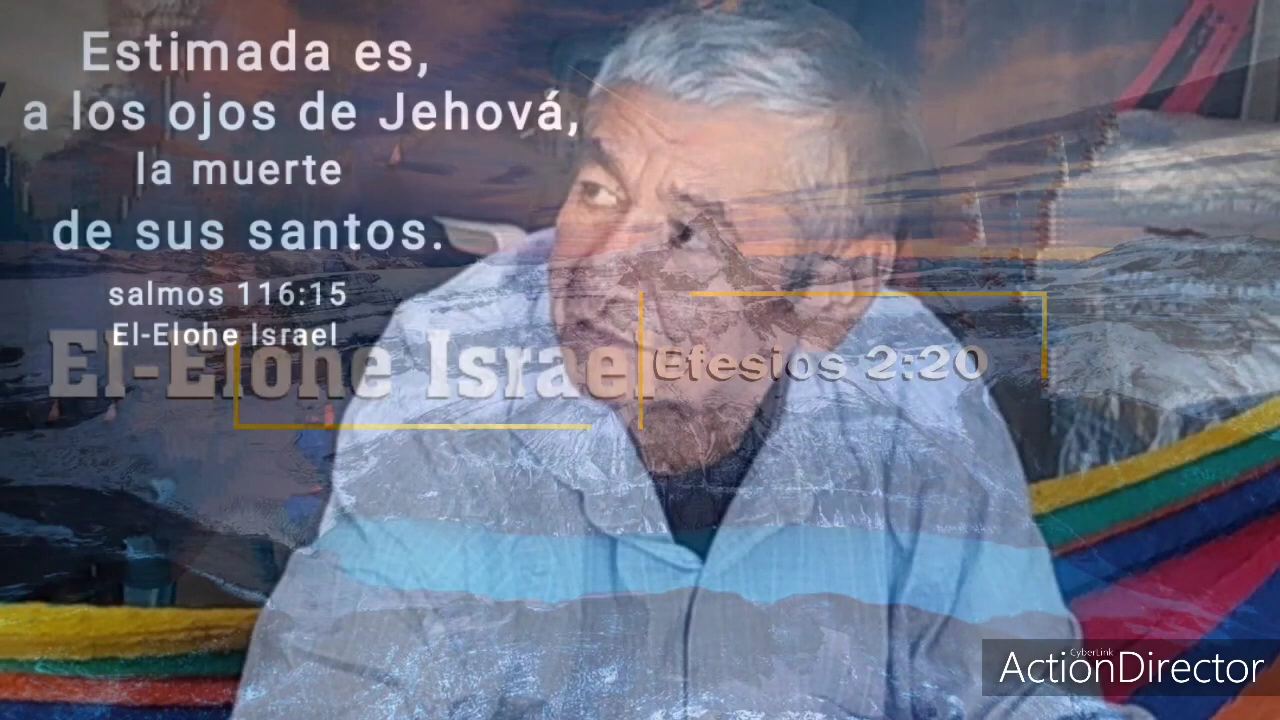 Estimada es,
a los ojos de Jehová,
la muerte
de sus santos.
salmos 116:15
El-Elohe Israel
El-Elohe Israel
Efesios 2:20
CyberLink
ActionDirector